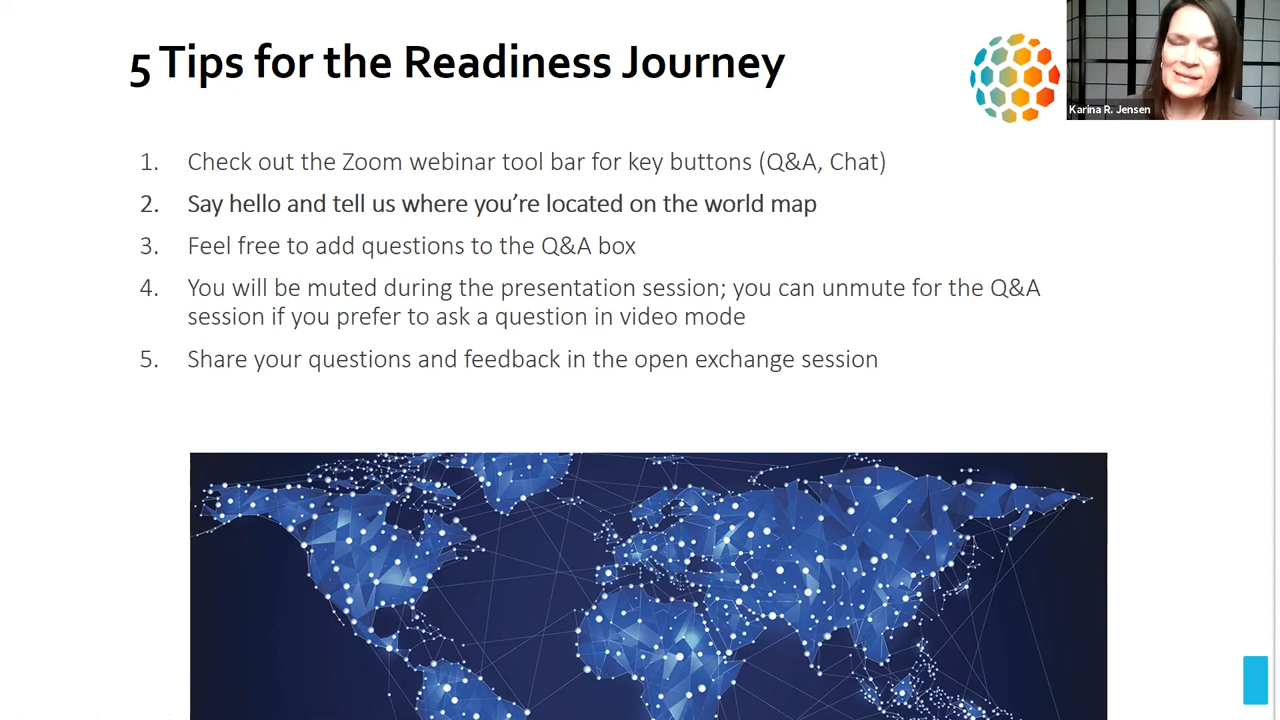 5 Tips for the Readiness Journey
Karina R. Jensen
1. Check out the Zoom webinar tool bar for key buttons (Q&A, Chat)
2. Say hello and tell us where you’re located on the world map
3. Feel free to add questions to the Q&A box
4. You will be muted during the presentation session; you can unmute for the Q&A
session if you prefer to ask a question in video mode
5. Share your questions and feedback in the open exchange session